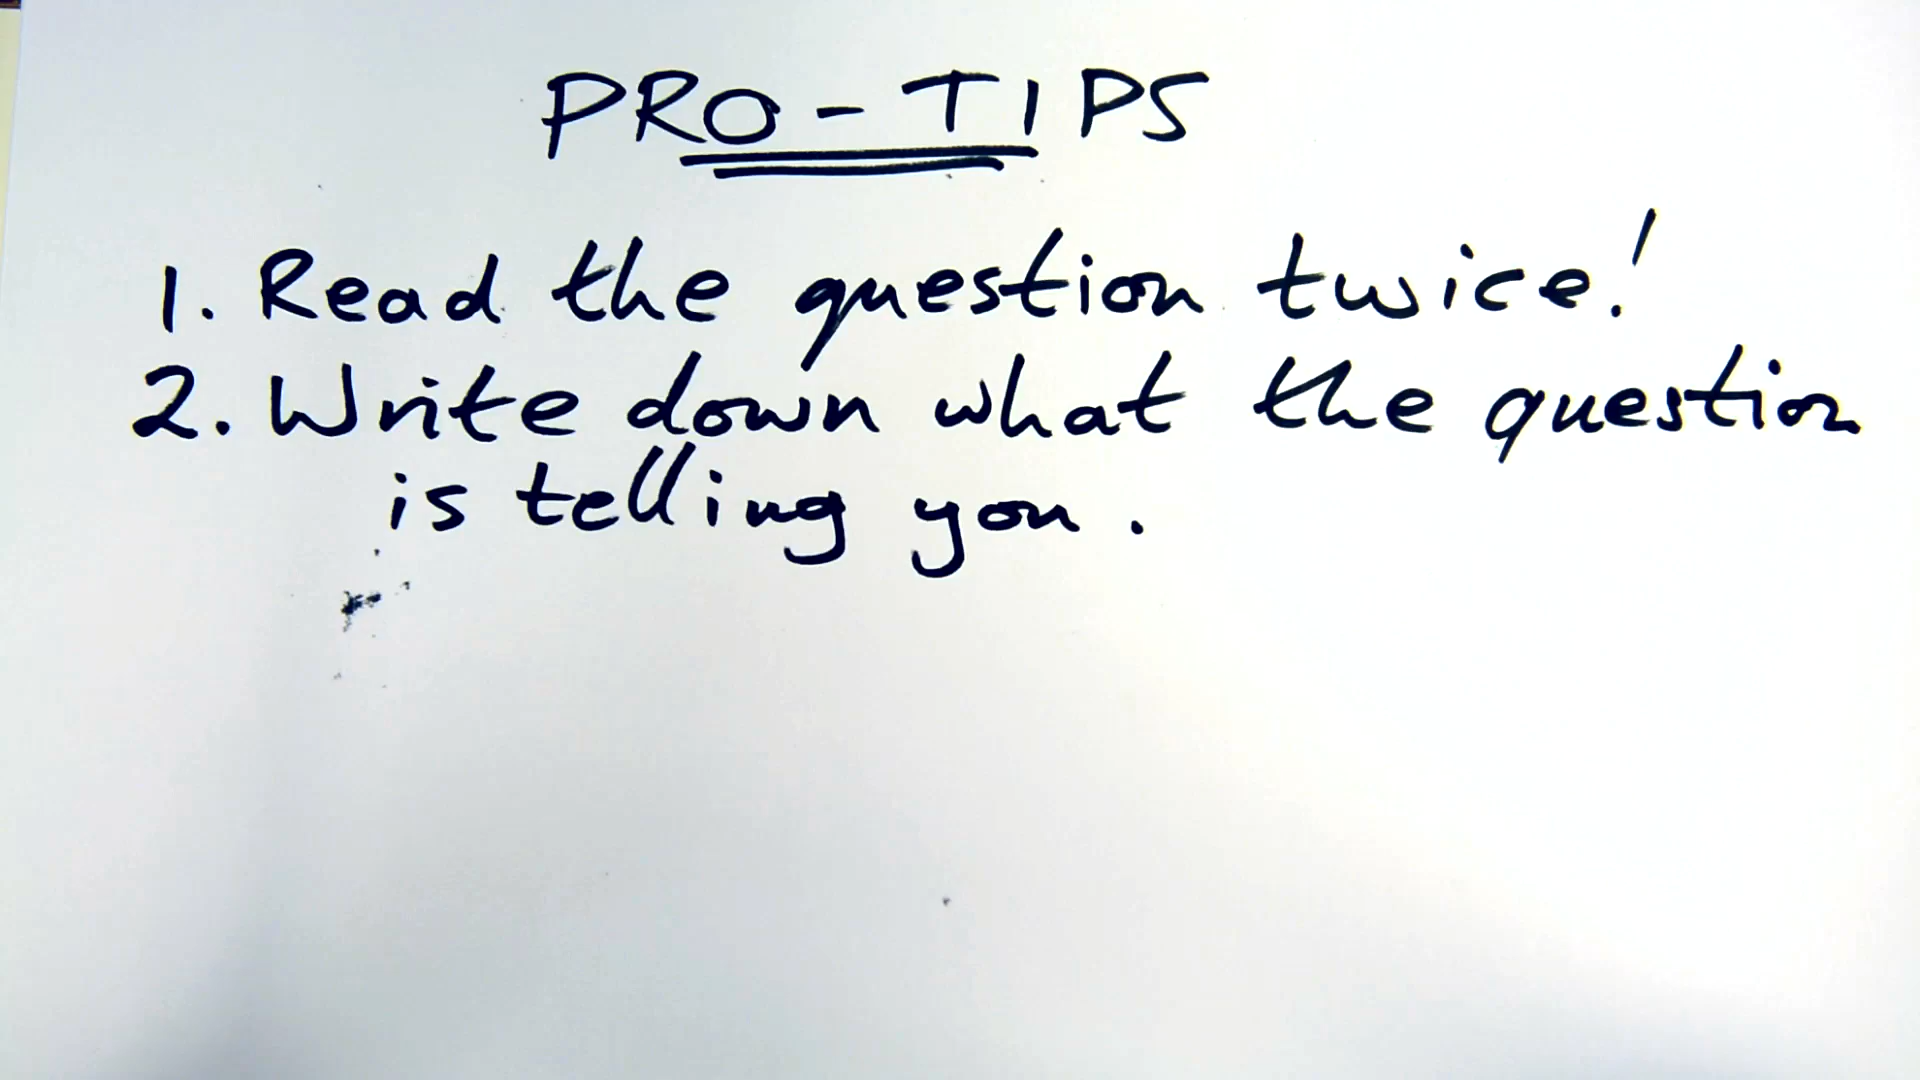 PRO-TIPS
1. Read the question twice!
2. Write down what the question
is telling you.